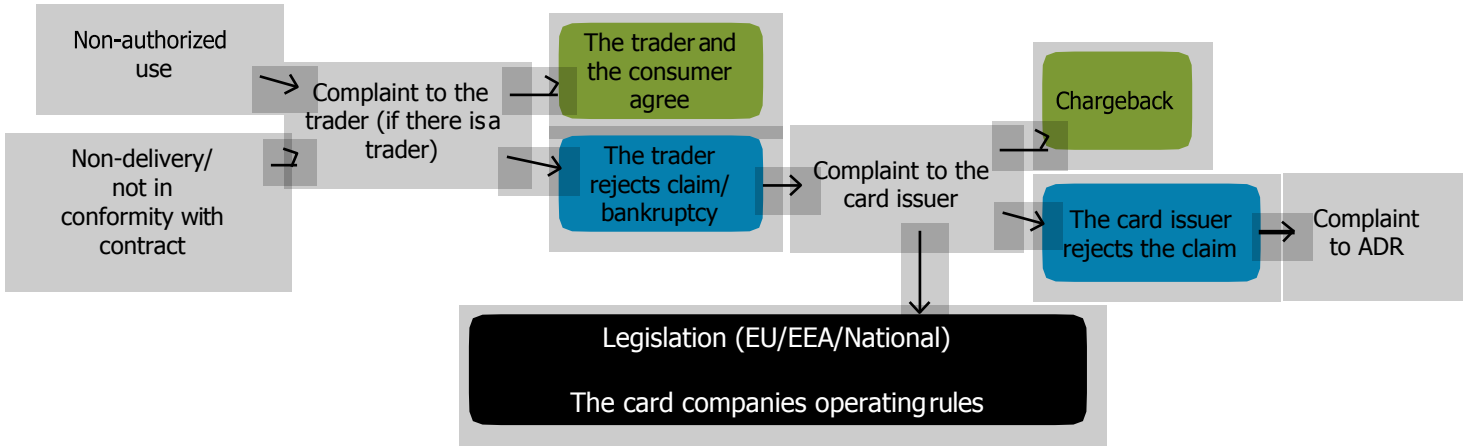 Non-authorized
use
Non-delivery/
not in
conformity with
contract
Complaint to the
trader (if there is a
trader)
The trader and
the consumer
agree
The trader
rejects claim/
bankruptcy
Complaint to the
card issuer
Chargeback
The card issuer
rejects the claim
Complaint
to ADR
Legislation (EU/EEA/National)
The card companies operating rules